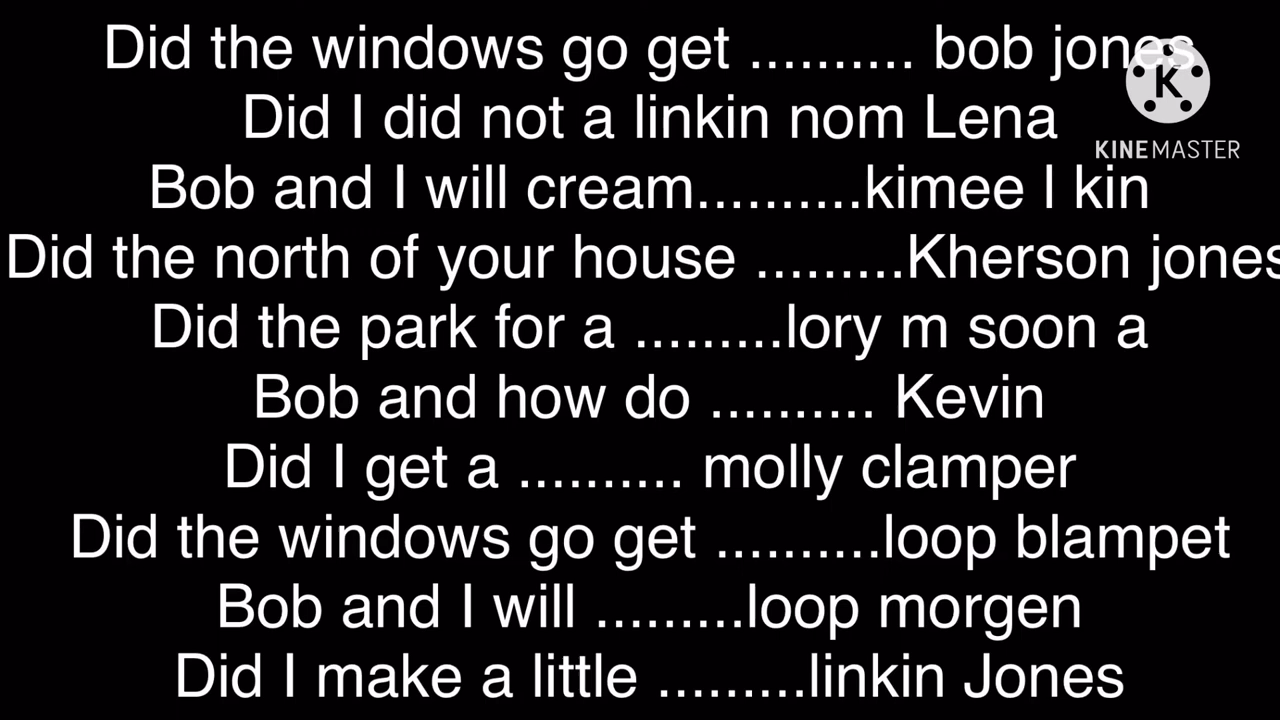 Did the windows go get .......... bob jones
Did I did not a linkin nom Lena
Bob and I will cream..........kimee l kin
Did the north of your house .........Kherson jones
Did the park for a .........lory m soon a
Bob and how do .......... Kevin
Did I get a .......... molly clamper
Did the windows go get ..........loop blampet
Bob and I will .........loop morgen
Did I make a little .........linkin Jones
K
KINEMASTER